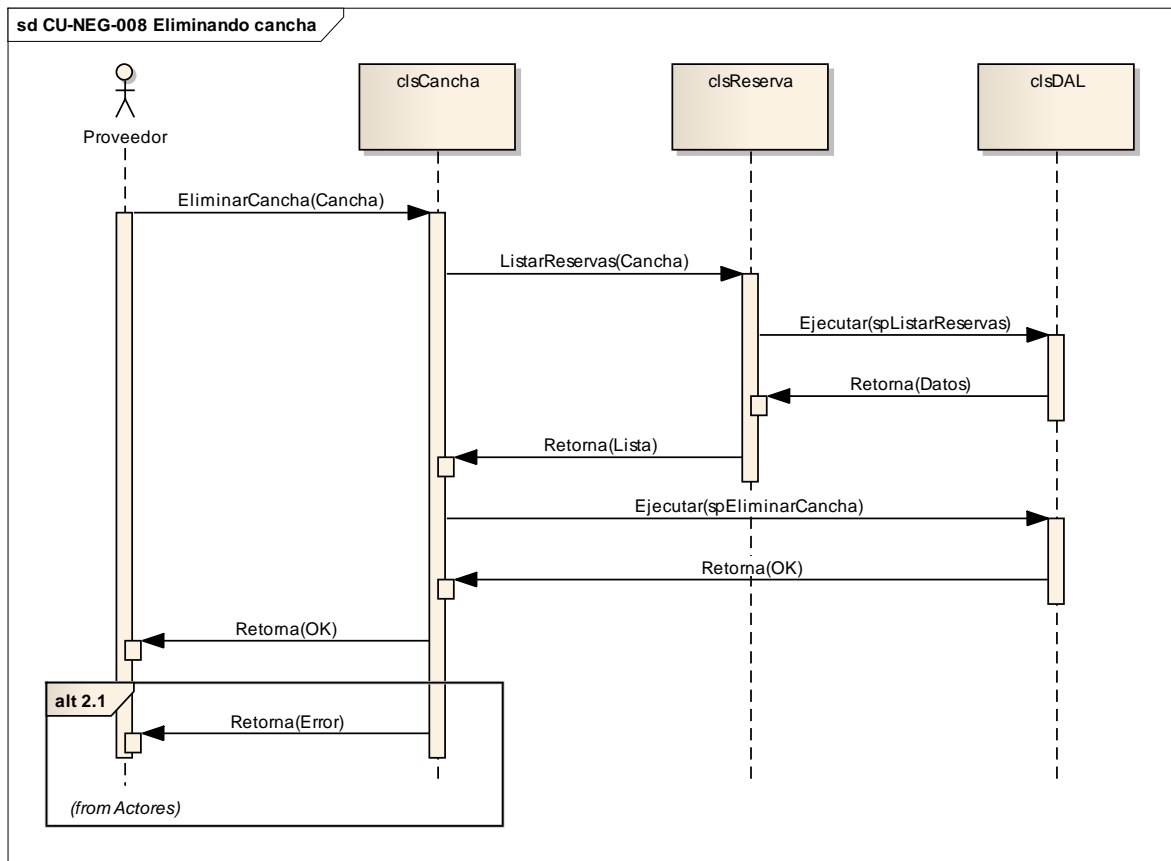 sd CU-NEG-008 Eliminando cancha
Proveedor
clsCancha
clsReserva
clsDAL
EliminarCancha(Cancha)
ListarReservas(Cancha)
Ejecutar(spListarReservas)
Retorna(Datos)
Retorna(Lista)
Ejecutar(spEliminarCancha)
Retorna(OK)
Retorna(OK)
alt 2.1
Retorna(Error)
(from Actores)